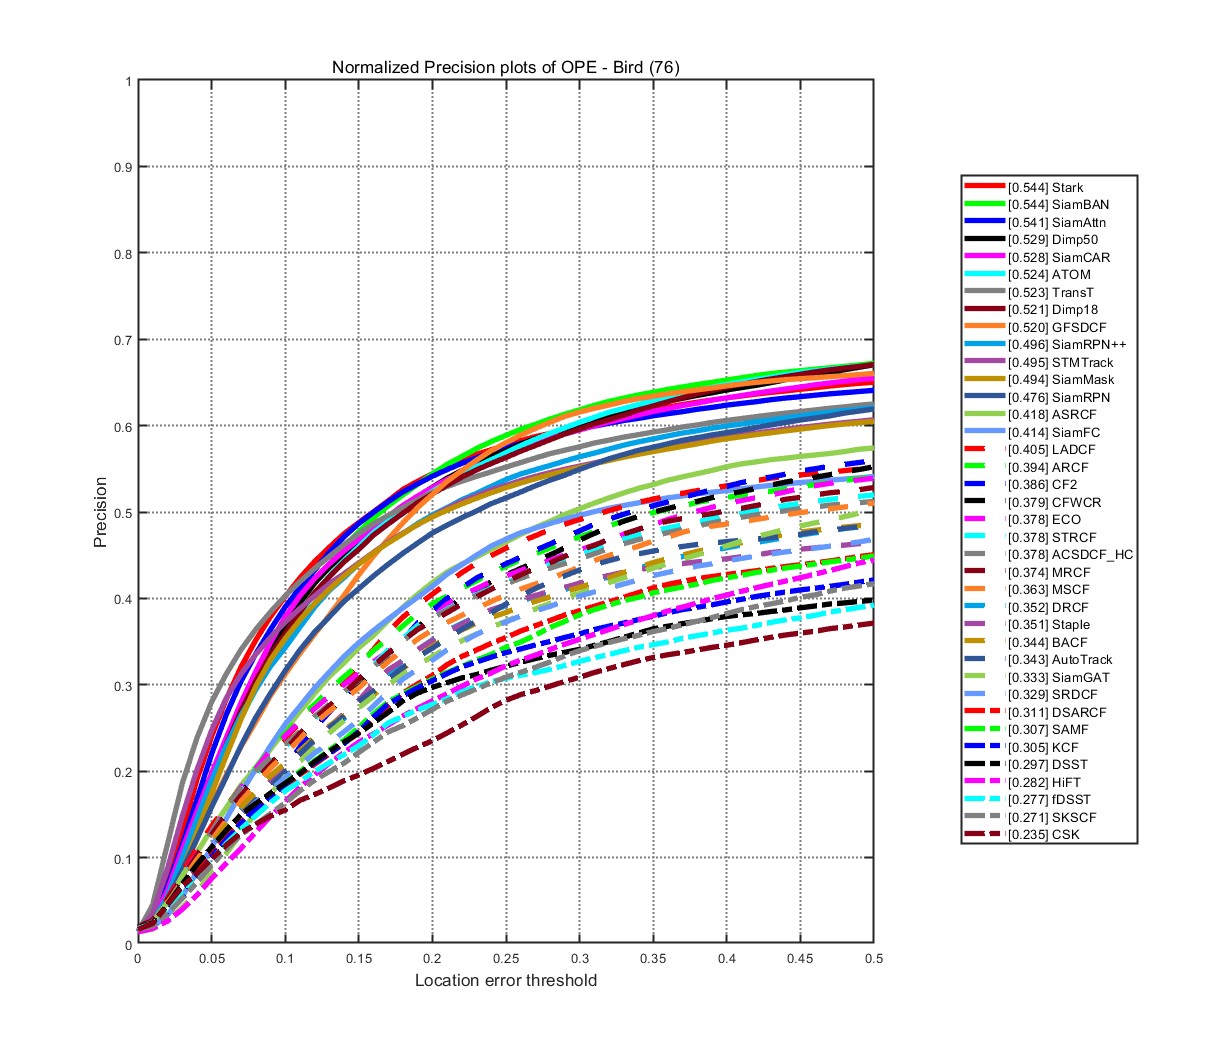 Normalized Precision plots of OPE - Bird (76)
1
0.9
0.8
0.7
0.6
0.5
0.4
0.3
0.2
0.1
0
Precision
0
0.05
0.1
0.15
0.2
0.25
0.3
0.35
0.4
0.45
0.5
Location error threshold
[0.544] Stark
[0.544] SiamBAN
[0.541] SiamAttn
[0.529] Dimp50
[0.528] SiamCAR
[0.524] ATOM
[0.523] TransT
[0.521] Dimp18
[0.520] GFSDCF
[0.496] SiamRPN++
[0.495] STMTrack
[0.494] SiamMask
[0.476] SiamRPN
[0.418] ASRCF
[0.414] SiamFC
[0.405] LADCF
[0.394] ARCF
[0.386] CF2
[0.379] CFWCR
[0.378] ECO
[0.378] STRCF
[0.378] ACSDCF_HC
[0.374] MRCF
[0.363] MSCF
[0.352] DRCF
[0.351] Staple
[0.344] BACF
[0.343] AutoTrack
[0.333] SiamGAT
[0.329] SRDCF
[0.311] DSARCF
[0.307] SAMF
[0.305] KCF
[0.297] DSST
[0.282] HiFT
[0.277] fDSST
[0.271] SKSCF
[0.235] CSK